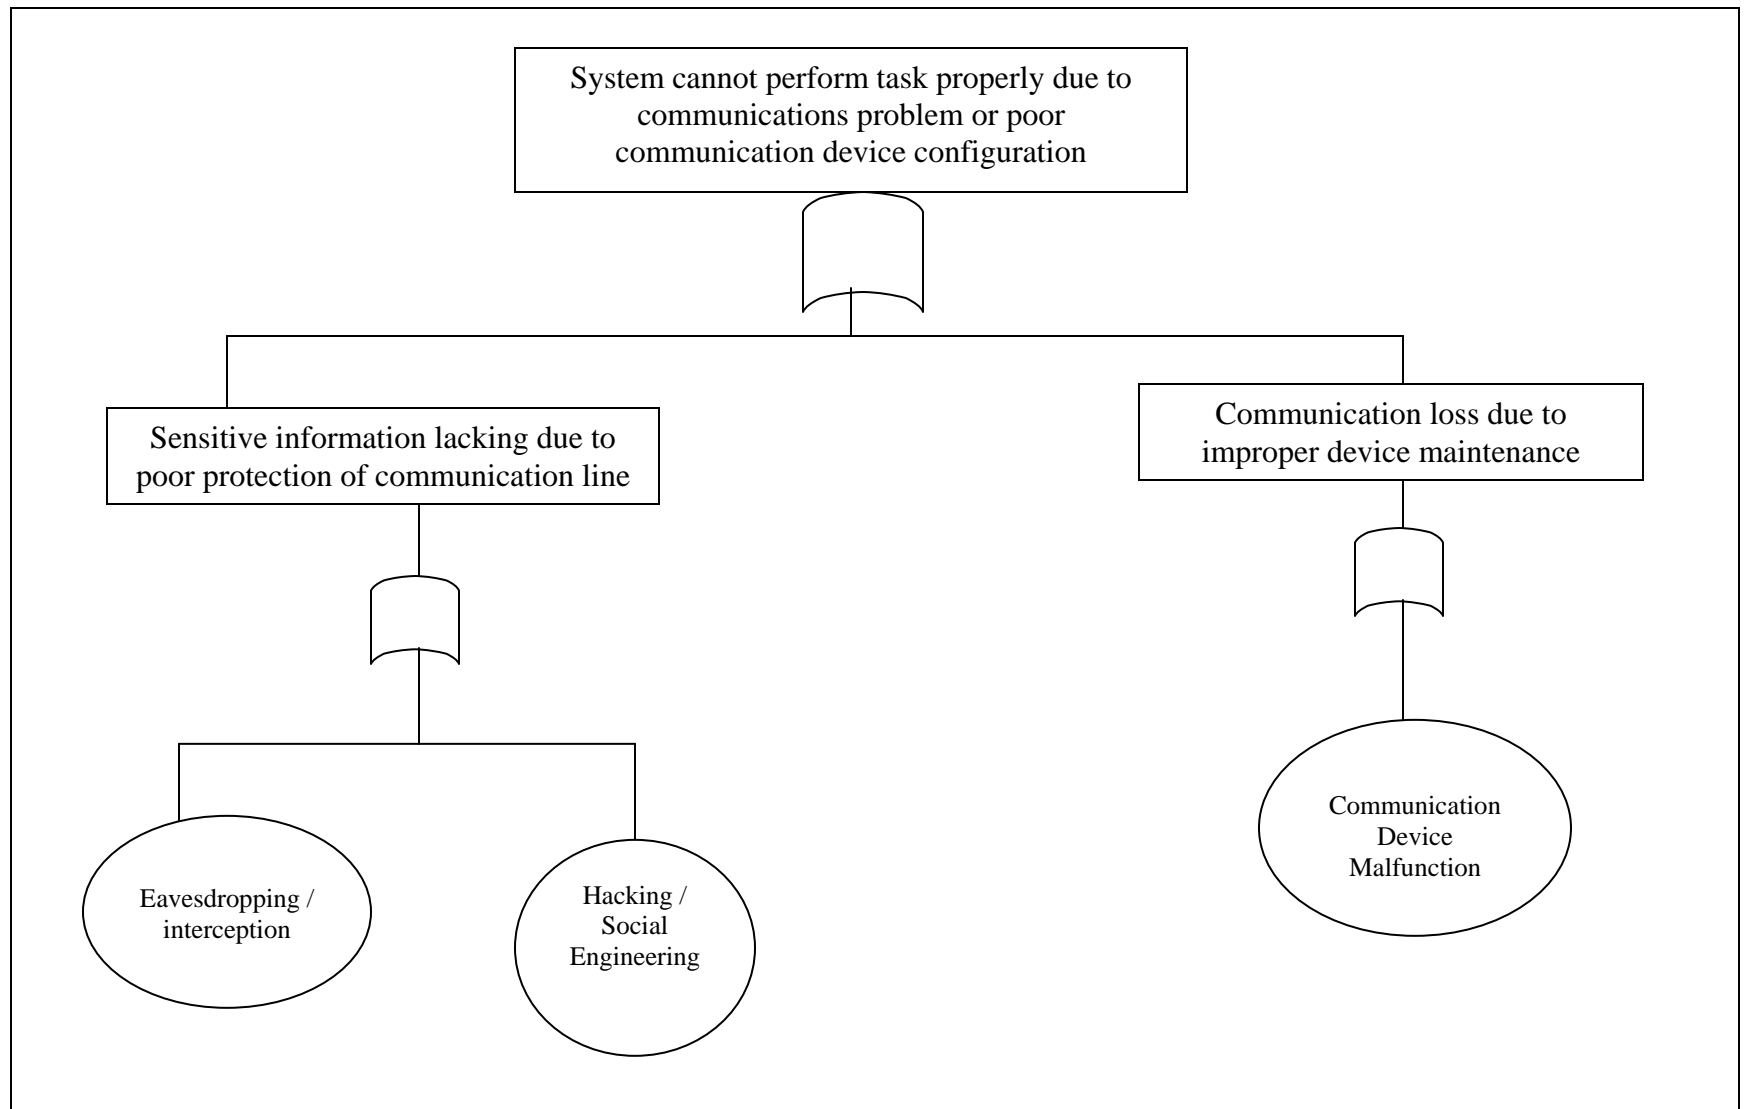 System cannot perform task properly due to
communications problem or poor
communication device configuration
Sensitive information lacking due to
poor protection of communication line
Communication loss due to
improper device maintenance
Eavesdropping /
interception
Hacking /
Social
Engineering
Communication
Device
Malfunction